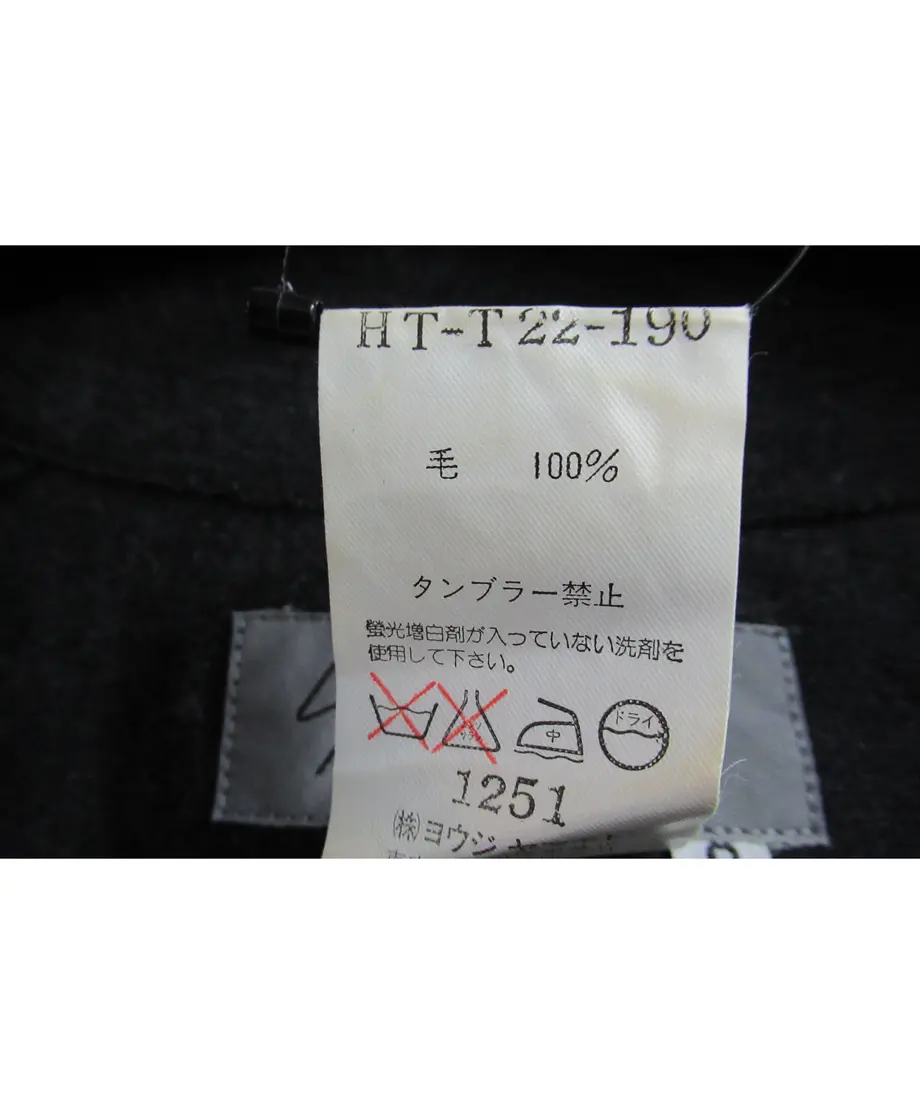 HT-T22-190
毛 100%
タンブラー禁止
螢光増白剤が入つていない洗剤を
使用して下さい。
中 ドライ
1251
㈱ヨウジ